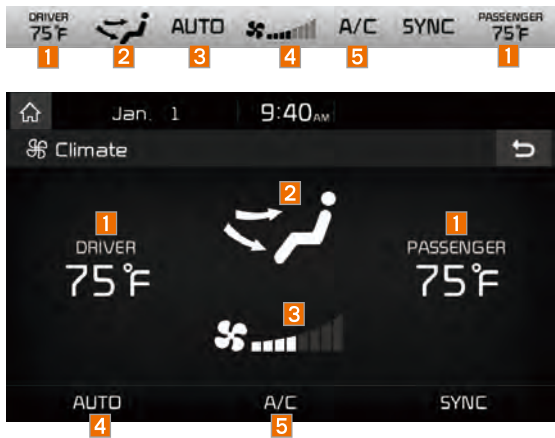 DRIVER 75°F AUTO A/C SYNC PASSENGER 75°F
1 2 3 4 5 1
Jan. 1 9:40AM
Climate
2
1 1
DRIVER PASSENGER
75°F 75°F
3
AUTO A/C SYNC
4 5